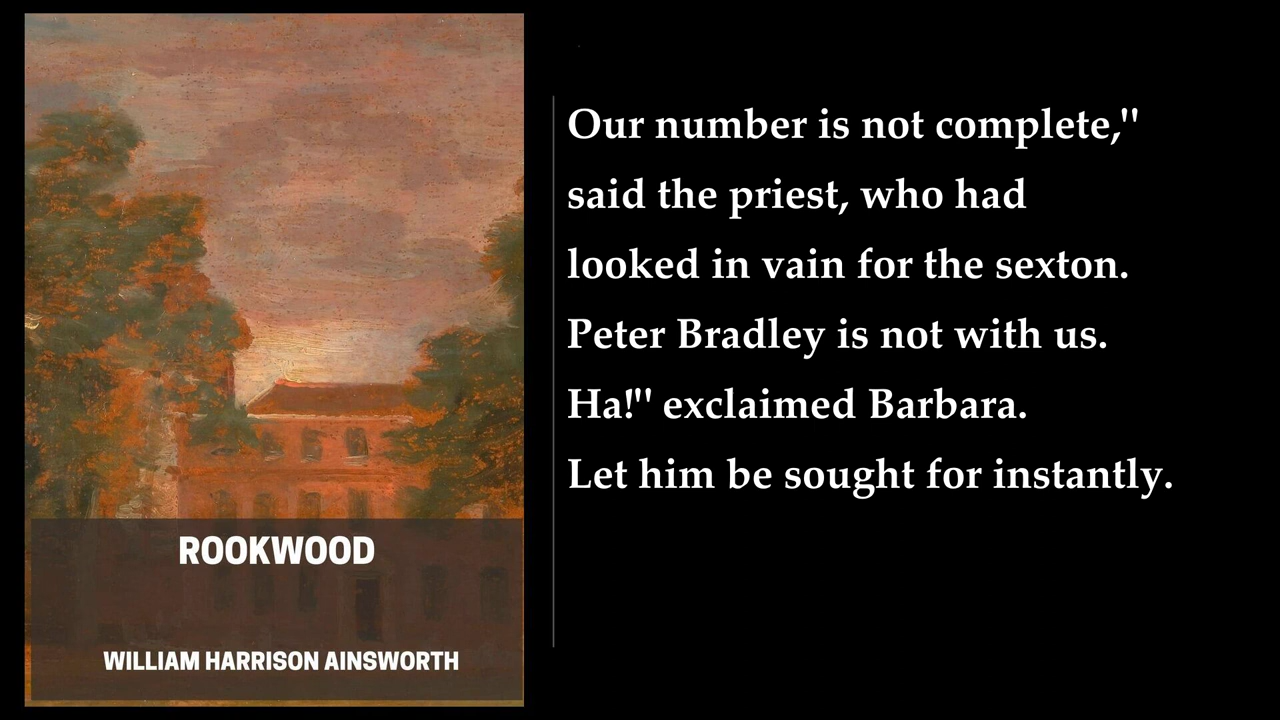 Our number is not complete,"
said the priest, who had
looked in vain for the sexton.
Peter Bradley is not with us.
Ha!'" exclaimed Barbara.
Let him be sought for instantly.
ROOKWOOD
WILLIAM HARRISON AINSWORTH